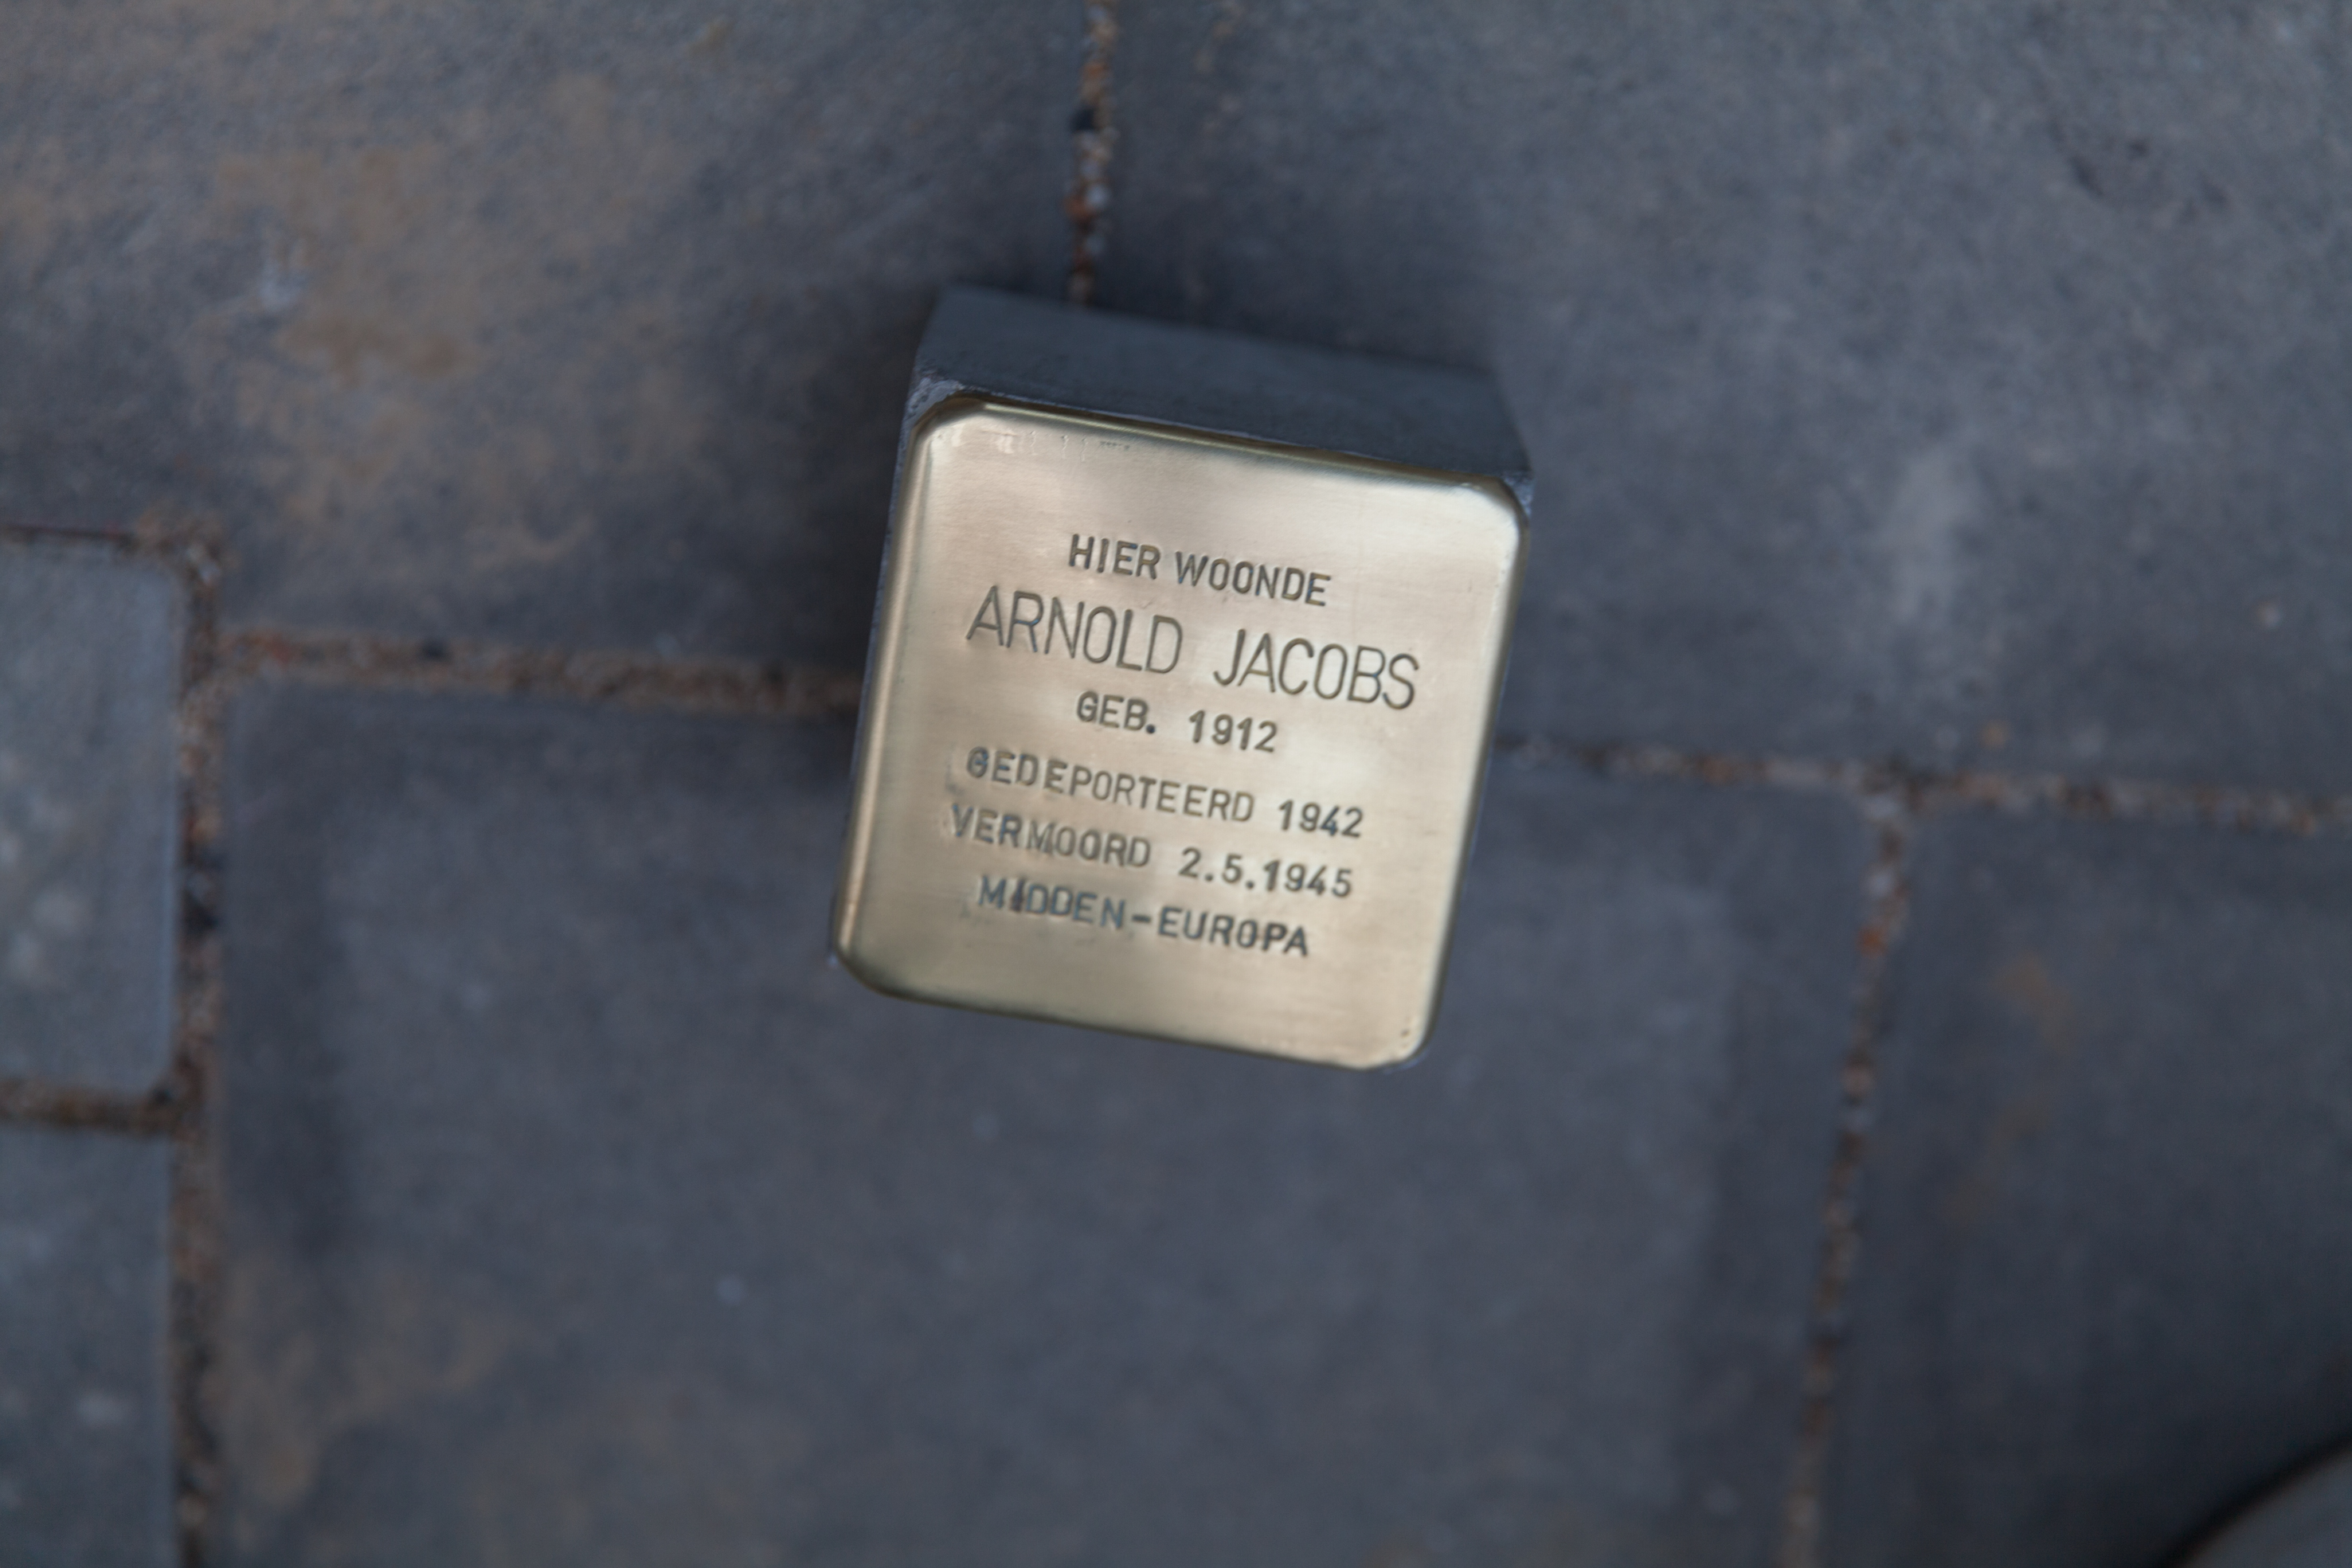 HIER WOONDE
ARNOLD JACOBS
GEB. 1912
GEDEPORTEERD 1942
VERMOORD 2.5.1945
MIDDEN-EUROPA